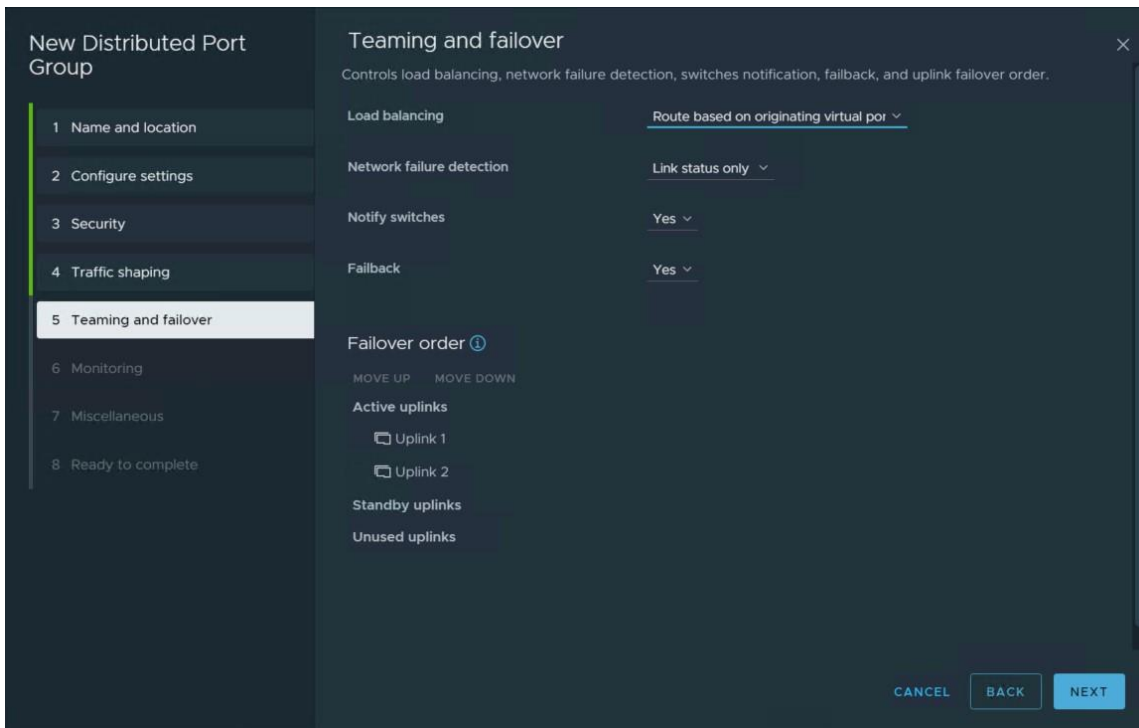 New Distributed Port
Group
1 Name and location
2 Configure settings
3 Security
4 Traffic shaping
5 Teaming and failover
6 Monitoring
7 Miscellaneous
8 Ready to complete
Teaming and failover
Controls load balancing, network failure detection, switches notification, failback, and uplink failover order.
Load balancing Route based on originating virtual por
Network failure detection Link status only
Notify switches Yes
Failback Yes
Failover order
MOVE UP MOVE DOWN
Active uplinks
Uplink 1
Uplink 2
Standby uplinks
Unused uplinks
CANCEL BACK NEXT